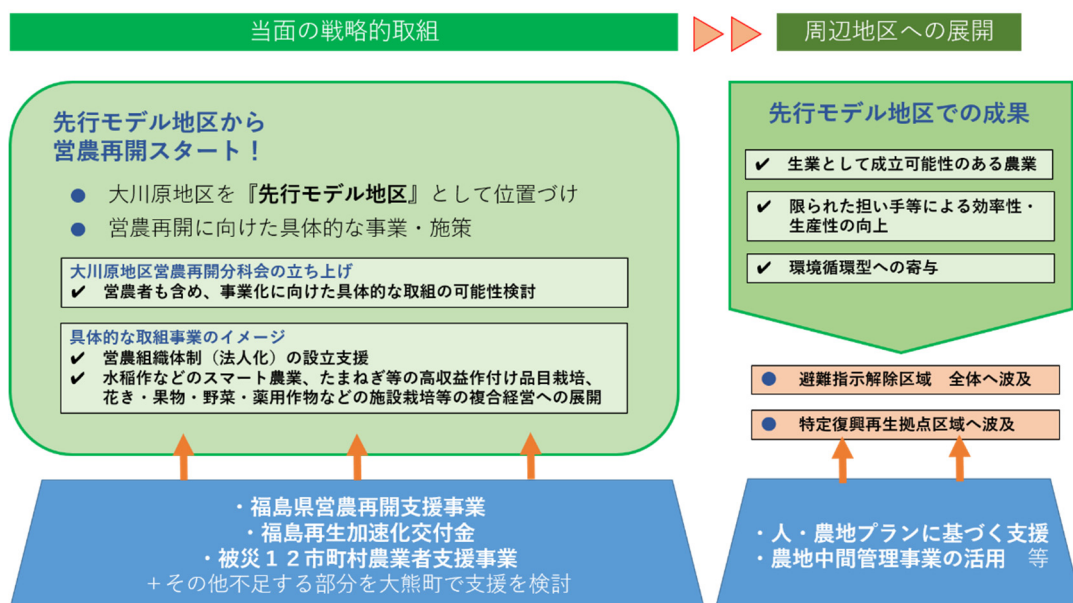 当面の戦略的取組
先行モデル地区から
営農再開スタート！
● 大川原地区を『先行モデル地区』として位置づけ
● 営農再開に向けた具体的な事業・施策
大川原地区営農再開分科会の立ち上げ
✔ 営農者も含め、事業化に向けた具体的な取組の可能性検討
具体的な取組事業のイメージ
✔ 営農組織体制（法人化）の設立支援
✔ 水稲作などのスマート農業、たまねぎ等の高収益作付け品目栽培、
花き・果物・野菜・薬用作物などの施設栽培等の複合経営への展開
・福島県営農再開支援事業
・福島再生加速化交付金
・被災１２市町村農業者支援事業
＋その他不足する部分を大熊町で支援を検討
周辺地区への展開
先行モデル地区での成果
✔ 生業として成立可能性のある農業
✔ 限られた担い手等による効率性・
生産性の向上
✔ 環境循環型への寄与
● 避難指示解除区域　全体へ波及
● 特定復興再生拠点区域へ波及
・人・農地プランに基づく支援
・農地中間管理事業の活用　等